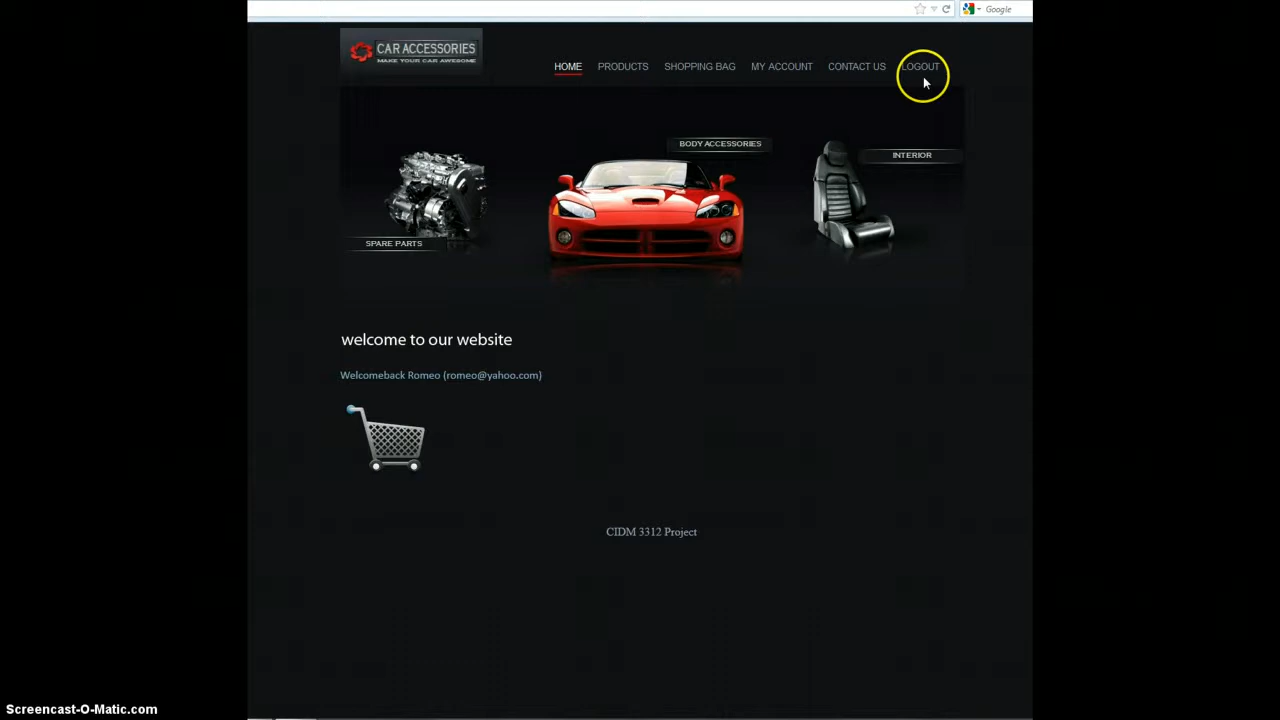 Google
CAR ACCESSORIES
MAKE YOUR CAR AWESOME
HOME PRODUCTS SHOPPING BAG MY ACCOUNT CONTACT US LOGOUT
BODY ACCESSORIES
INTERIOR
SPARE PARTS
welcome to our website
Welcomeback Romeo (romeo@yahoo.com)
CIDM 3312 Project
Screencast-O-Matic.com